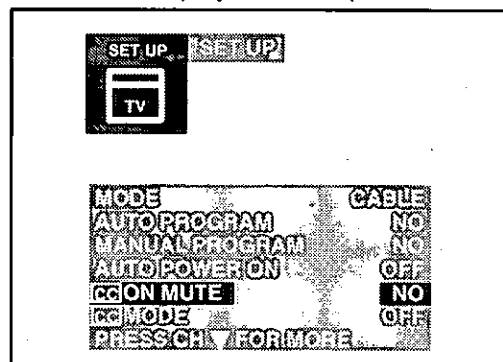 SET UP [SET UP]
TV
MODE CABLE
AUTO PROGRAM NO
MANUAL PROGRAM NO
AUTO POWER ON OFF
CC ON MUTE NO
CC MODE OFF
PRESS CH ▼ FOR MORE